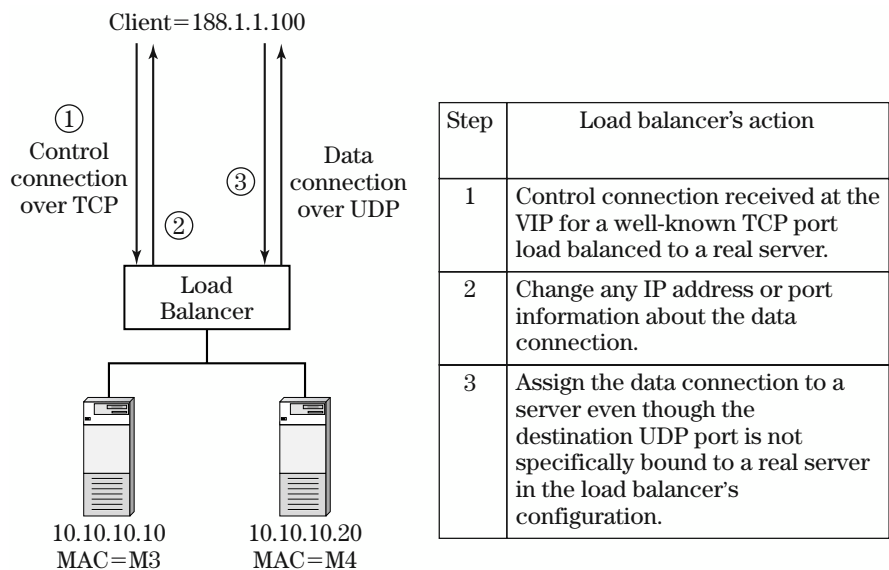 Client=188.1.1.100
①
Control
connection
over TCP
②
③
Data
connection
over UDP
Load
Balancer
10.10.10.10
MAC=M3
10.10.10.20
MAC=M4
Step
Load balancer's action
1
Control connection received at the
VIP for a well-known TCP port
load balanced to a real server.
2
Change any IP address or port
information about the data
connection.
3
Assign the data connection to a
server even though the
destination UDP port is not
specifically bound to a real server
in the load balancer's
configuration.